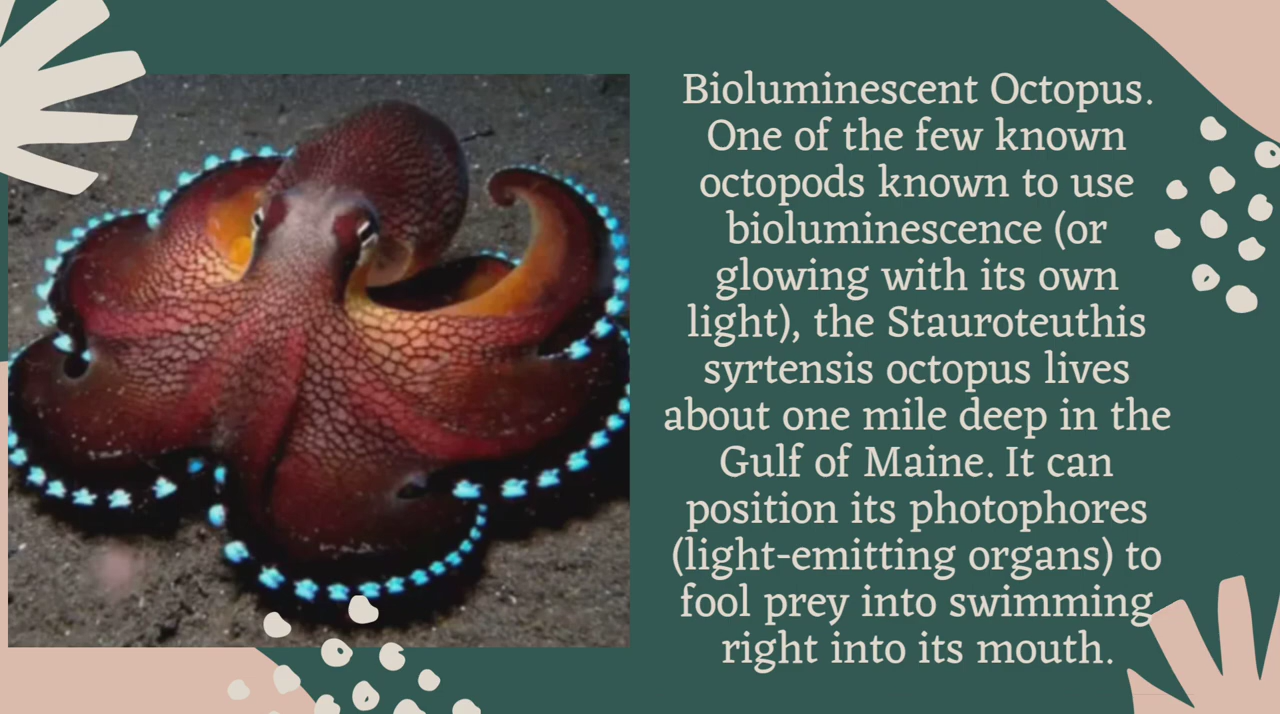 Bioluminescent Octopus.
One of the few known
octopods known to use
bioluminescence (or
glowing with its own
light), the Stauroteuthis
syrtensis octopus lives
about one mile deep in the
Gulf of Maine. It can
position its photophores
(light-emitting organs) to
fool prey into swimming
right into its mouth.